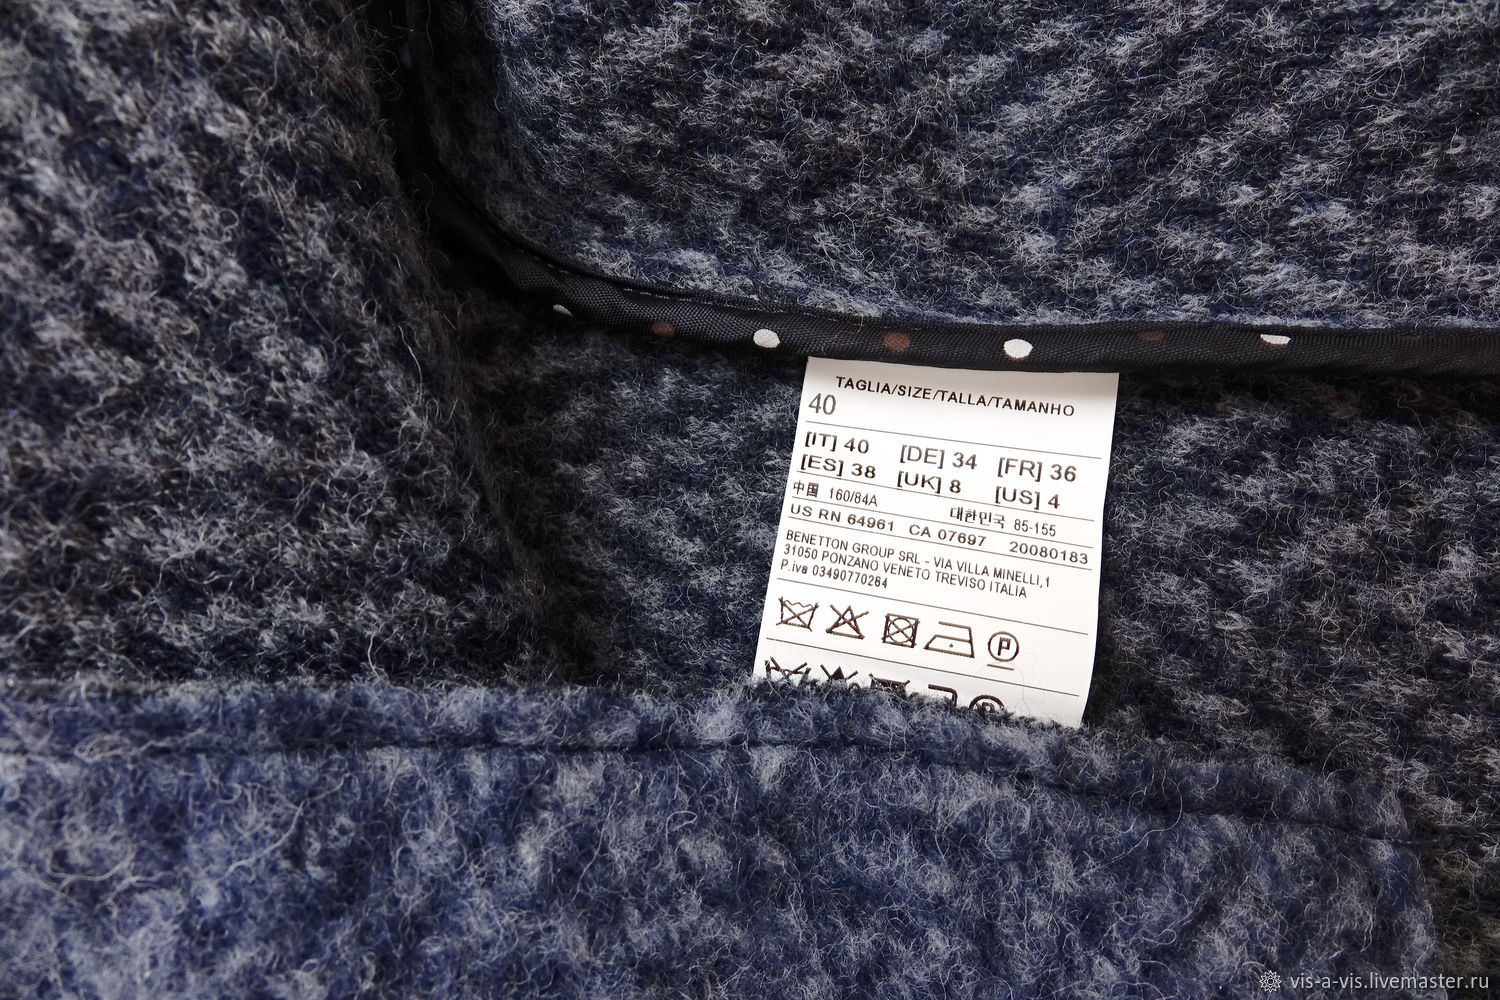 TAGLIA/SIZE/TALLA/TAMANHO
40
[IT] 40 [DE] 34 [FR] 36
[ES] 38 [UK] 8 [US] 4
中国 160/84A 대한민국 85-155
US RN 64961 CA 07697 20080183
BENETTON GROUP SRL - VIA VILLA MINELLI,1
31050 PONZANO VENETO TREVISO ITALIA
P.iva 03490770264
P
vis-a-vis.livemaster.ru